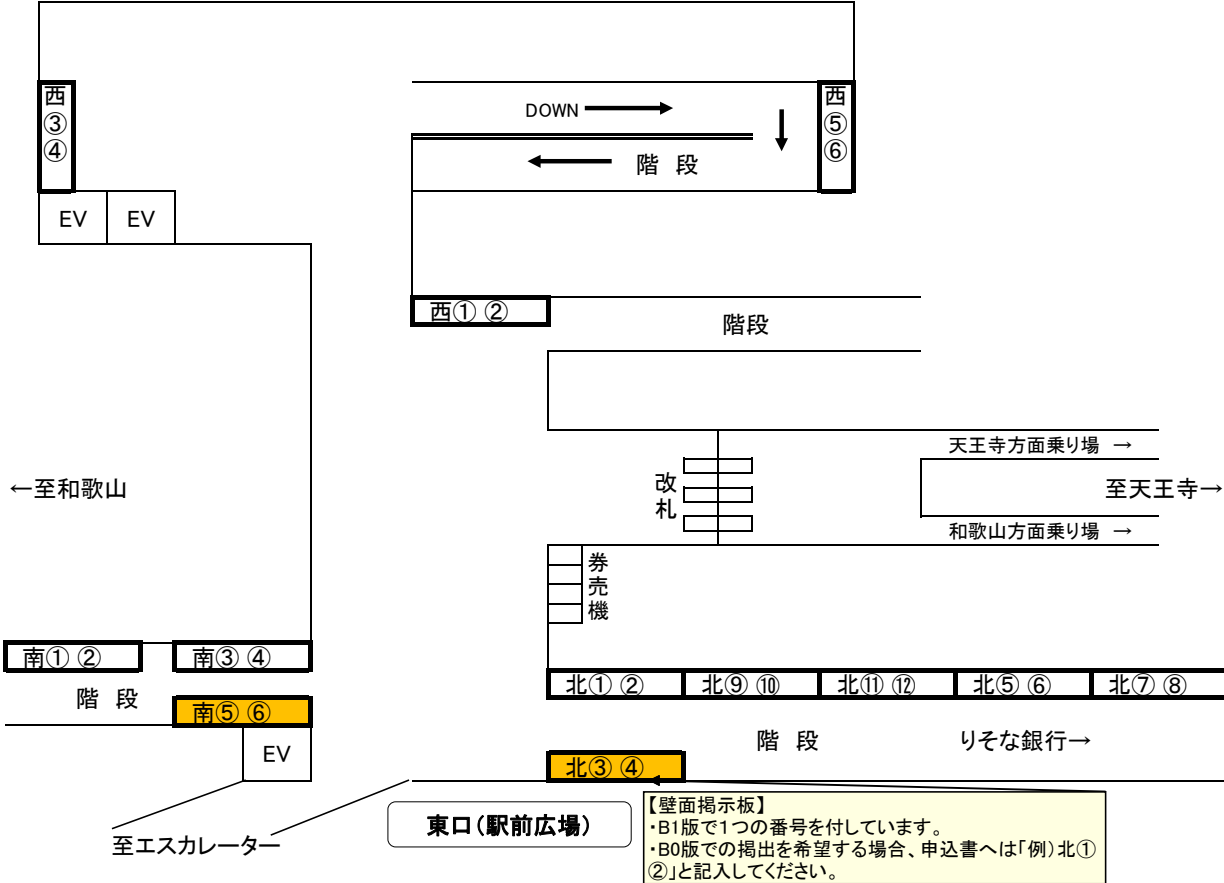 西
③
④
DOWN
西
⑤
⑥
階 段
EV
EV
西① ②
階段
天王寺方面乗り場 →
←至和歌山
改
札
至天王寺→
和歌山方面乗り場 →
券
売
機
南① ②
南③ ④
北① ②
北⑨ ⑩
北⑪ ⑫
北⑤ ⑥
北⑦ ⑧
階 段
南⑤ ⑥
EV
階 段
りそな銀行→
北③ ④
東口(駅前広場)
至エスカレーター
【壁面掲示板】
・B1版で1つの番号を付しています。
・B0版での掲出を希望する場合、申込書へは「例)北①
②」と記入してください。